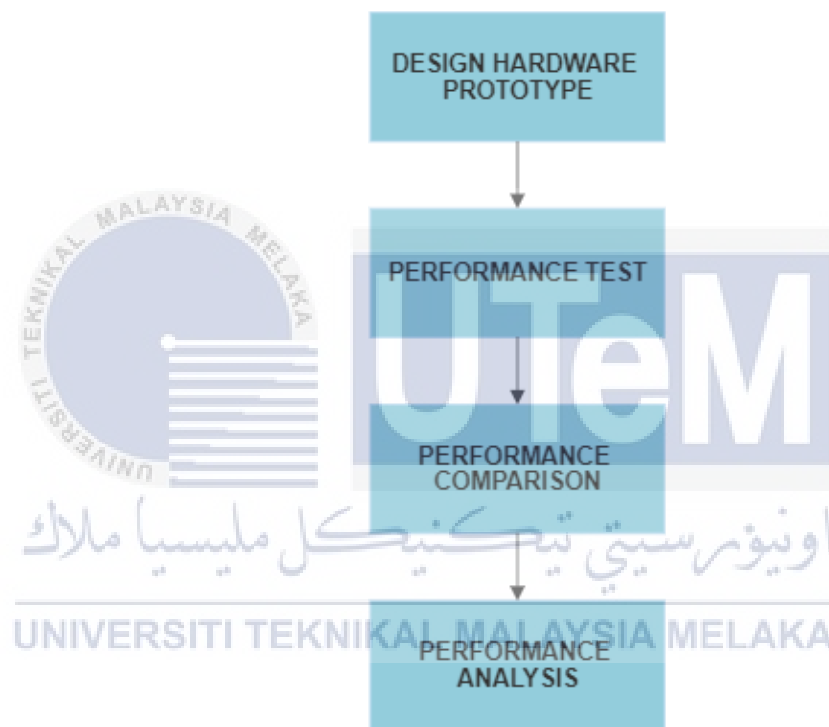 DESIGN HARDWARE
PROTOTYPE
UNIVERSITI TEKNIKAL MALAYSIA MELAKA
PERFORMANCE TEST
UTeM
PERFORMANCE
COMPARISON
اونيۏرسيتي تيكنيكل مليسيا ملاك
UNIVERSITI TEKNIKAL MALAYSIA MELAKA
PERFORMANCE
ANALYSIS